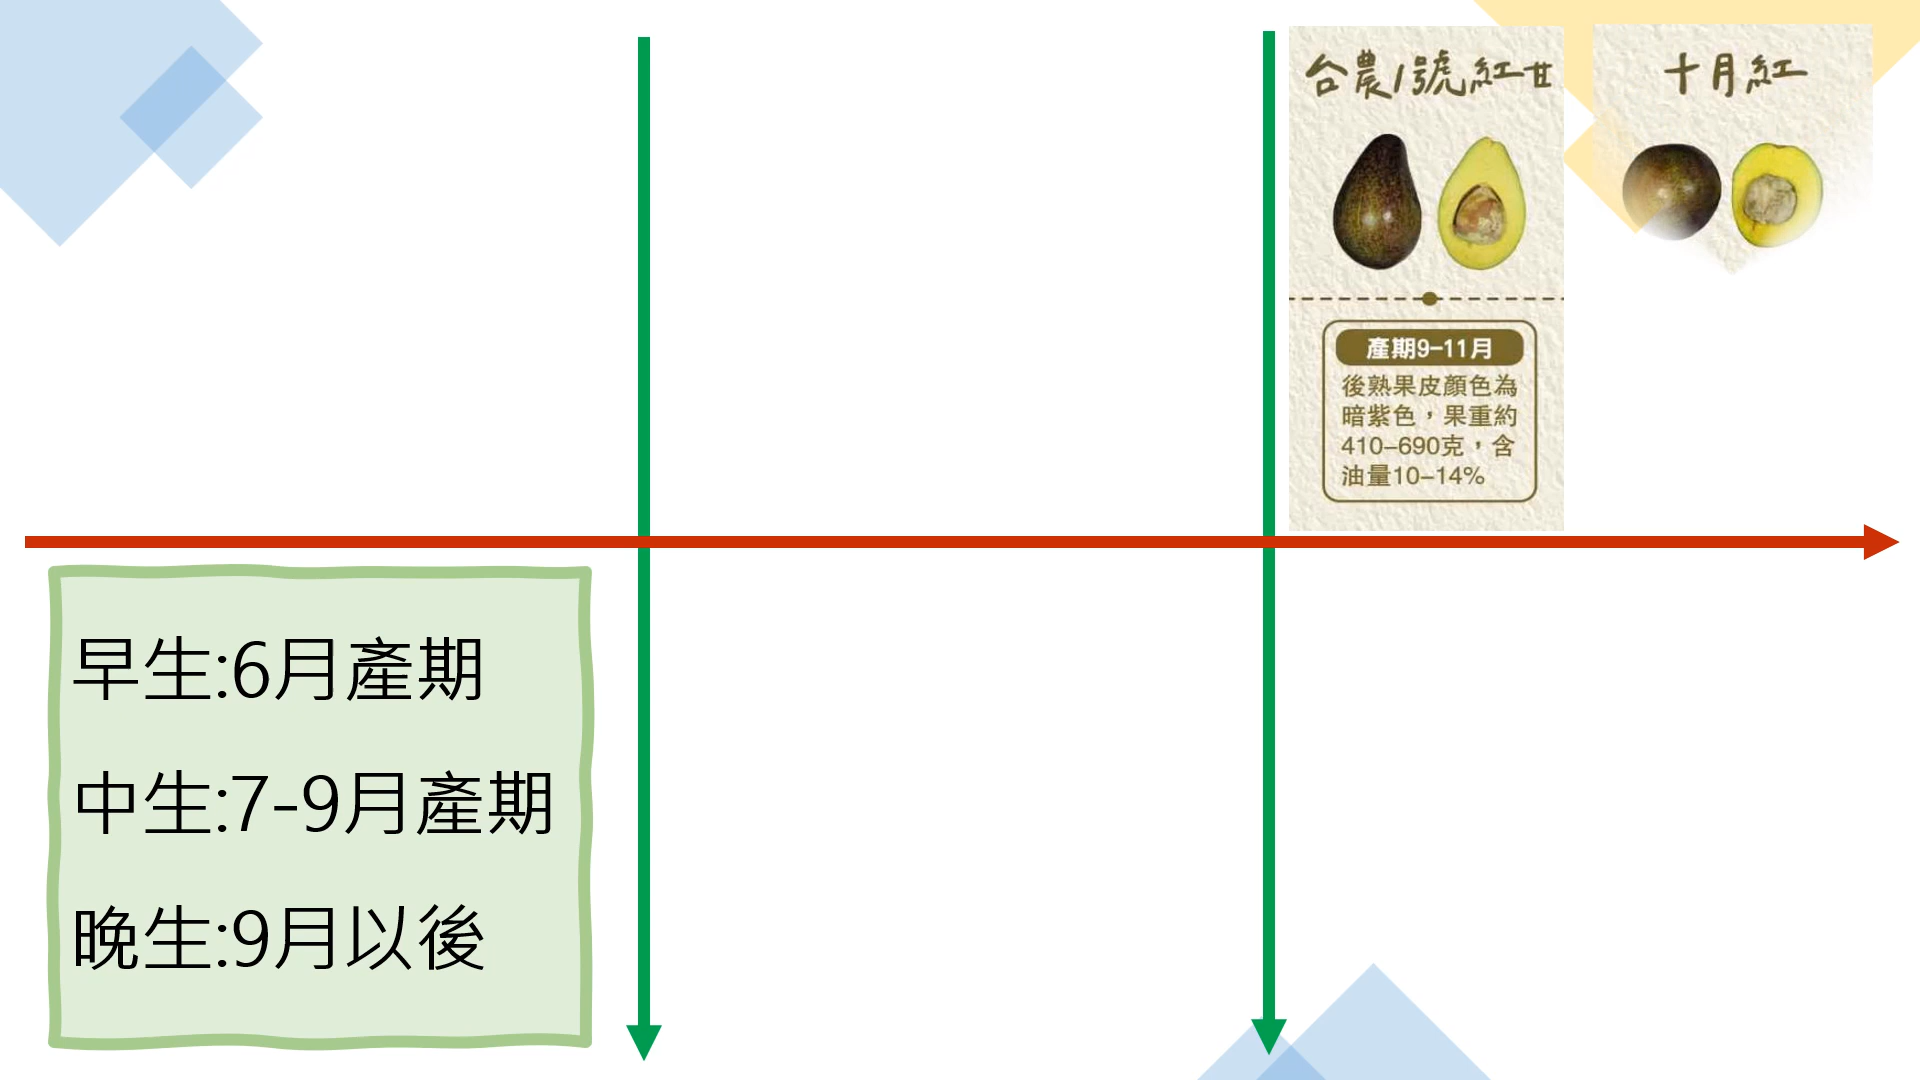 台農1號紅甘
十月紅
產期9-11月
後熟果皮顏色為
暗紫色，果重約
410-690克，含
油量10-14%
早生:6月產期
中生:7-9月產期
晚生:9月以後